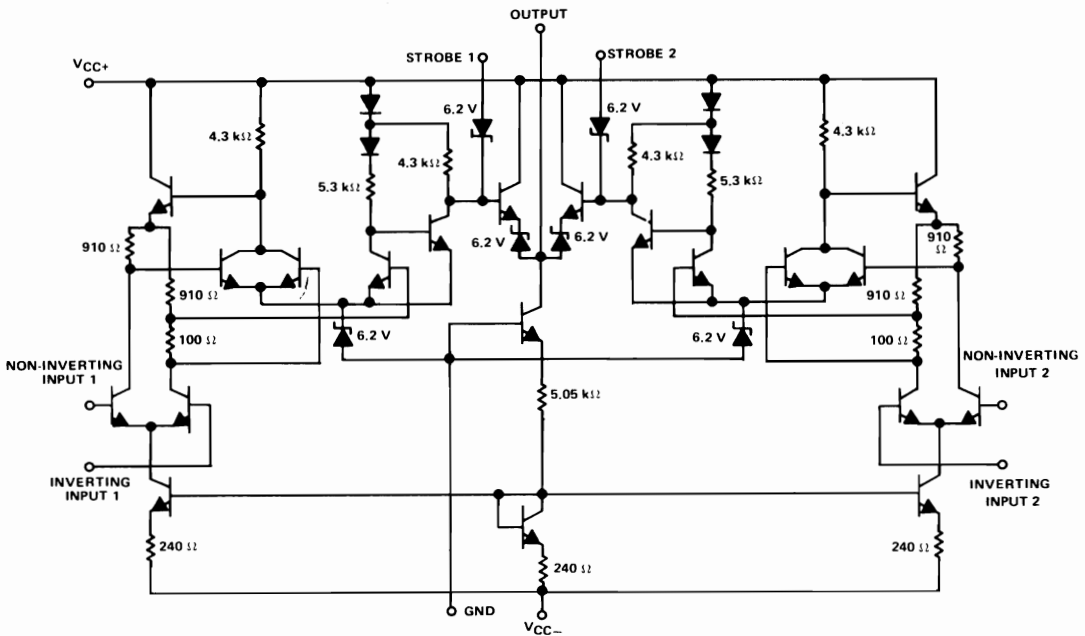 OUTPUT
STROBE 1
STROBE 2
VCC+
6.2 V
6.2 V
4.3 kΩ
4.3 kΩ
5.3 kΩ
4.3 kΩ
5.3 kΩ
4.3 kΩ
910 Ω
6.2 V
6.2 V
910 Ω
910 Ω
910 Ω
100 Ω
6.2 V
6.2 V
100 Ω
NON-INVERTING
INPUT 1
NON-INVERTING
INPUT 2
5.05 kΩ
INVERTING
INPUT 1
INVERTING
INPUT 2
240 Ω
240 Ω
240 Ω
GND
VCC−